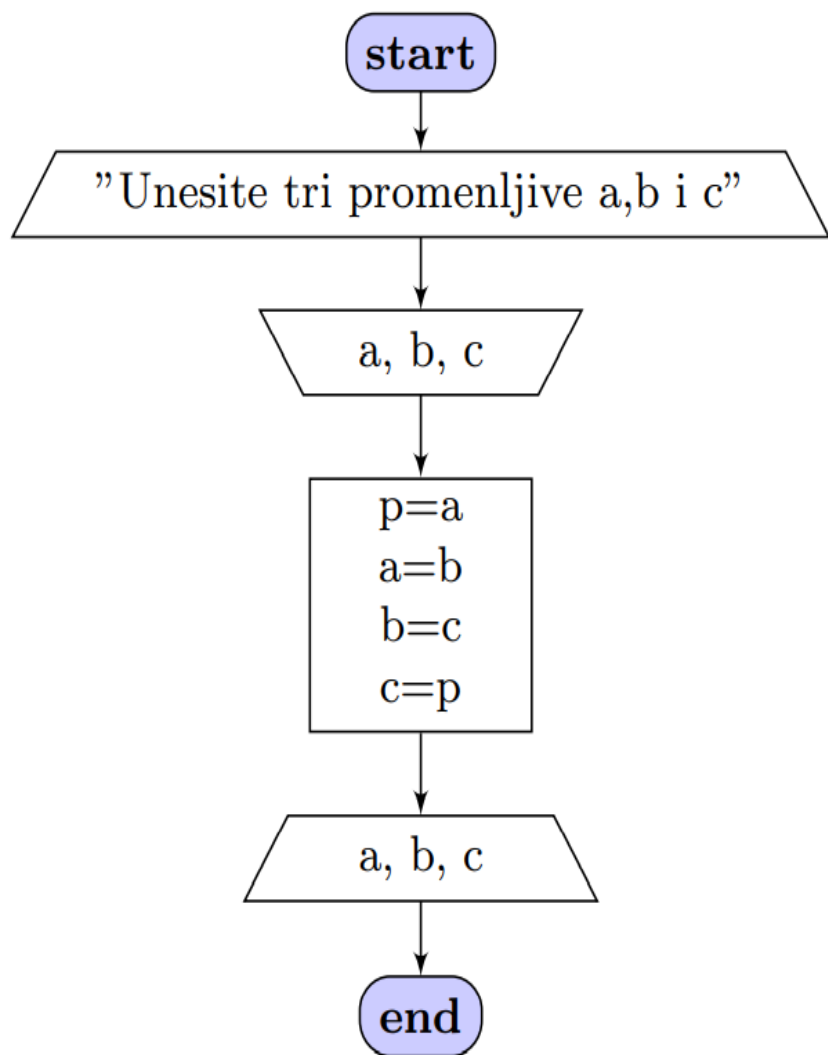 start
”Unesite tri promenljive a,b i c”
a, b, c
p=a
a=b
b=c
c=p
a, b, c
end